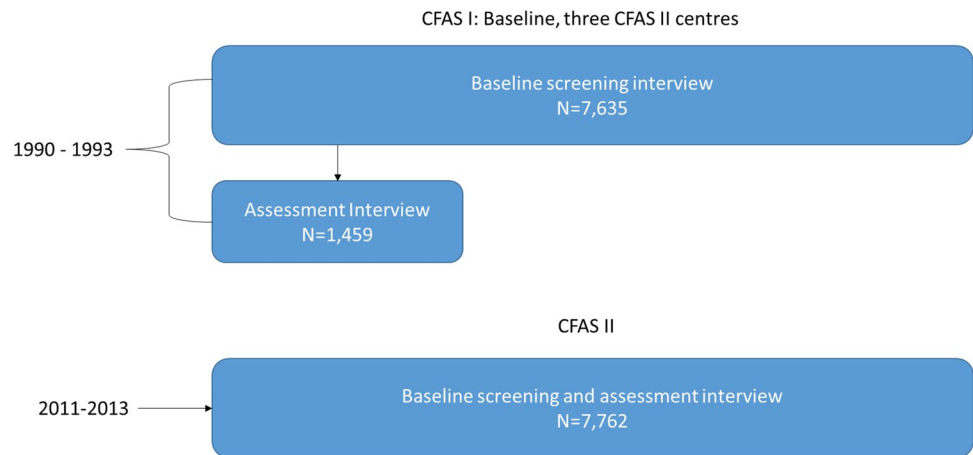 CFAS I: Baseline, three CFAS II centres
Baseline screening interview
N=7,635
1990 - 1993
Assessment Interview
N=1,459
CFAS II
Baseline screening and assessment interview
N=7,762
2011-2013